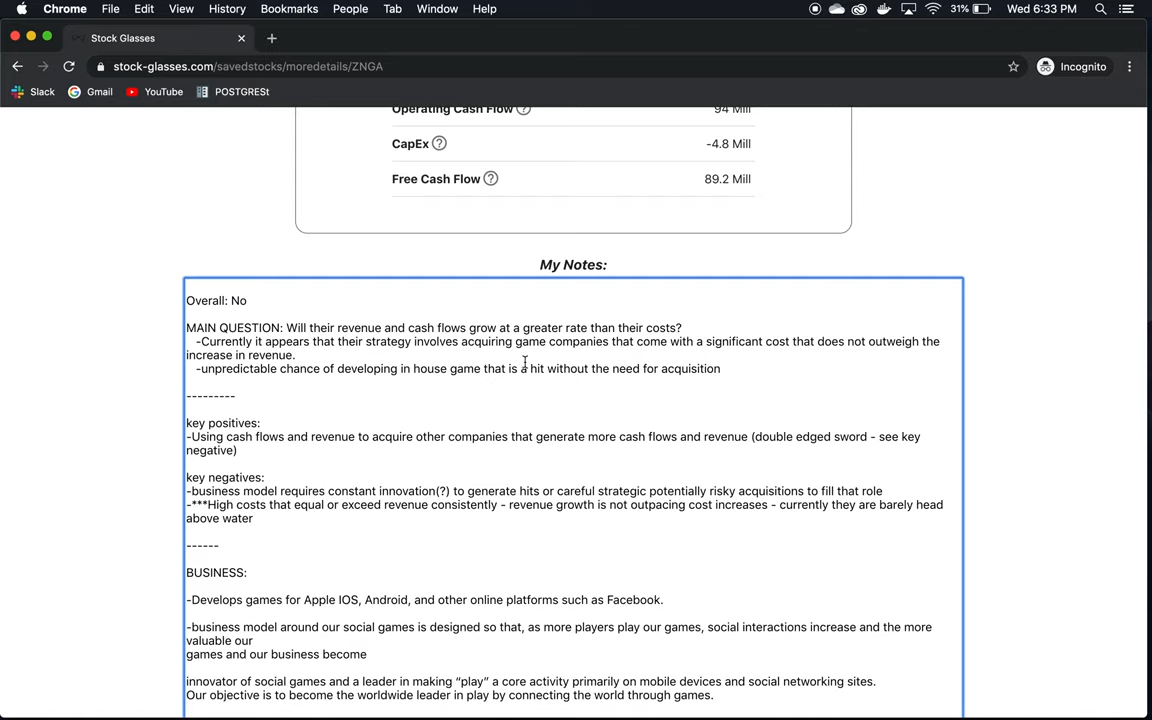 Chrome File Edit View History Bookmarks People Tab Window Help 31% Wed 6:33 PM
Stock Glasses
stock-glasses.com/savedstocks/moredetails/ZNGA Incognito
Slack Gmail YouTube POSTGRESt
Operating Cash Flow ? 94 Mill
CapEx ? -4.8 Mill
Free Cash Flow ? 89.2 Mill
My Notes:
Overall: No
MAIN QUESTION: Will their revenue and cash flows grow at a greater rate than their costs?
-Currently it appears that their strategy involves acquiring game companies that come with a significant cost that does not outweigh the
increase in revenue.
-unpredictable chance of developing in house game that is a hit without the need for acquisition
---------
key positives:
-Using cash flows and revenue to acquire other companies that generate more cash flows and revenue (double edged sword - see key
negative)
key negatives:
-business model requires constant innovation(?) to generate hits or careful strategic potentially risky acquisitions to fill that role
-***High costs that equal or exceed revenue consistently - revenue growth is not outpacing cost increases - currently they are barely head
above water
------
BUSINESS:
-Develops games for Apple IOS, Android, and other online platforms such as Facebook.
-business model around our social games is designed so that, as more players play our games, social interactions increase and the more
valuable our
games and our business become
innovator of social games and a leader in making “play” a core activity primarily on mobile devices and social networking sites.
Our objective is to become the worldwide leader in play by connecting the world through games.